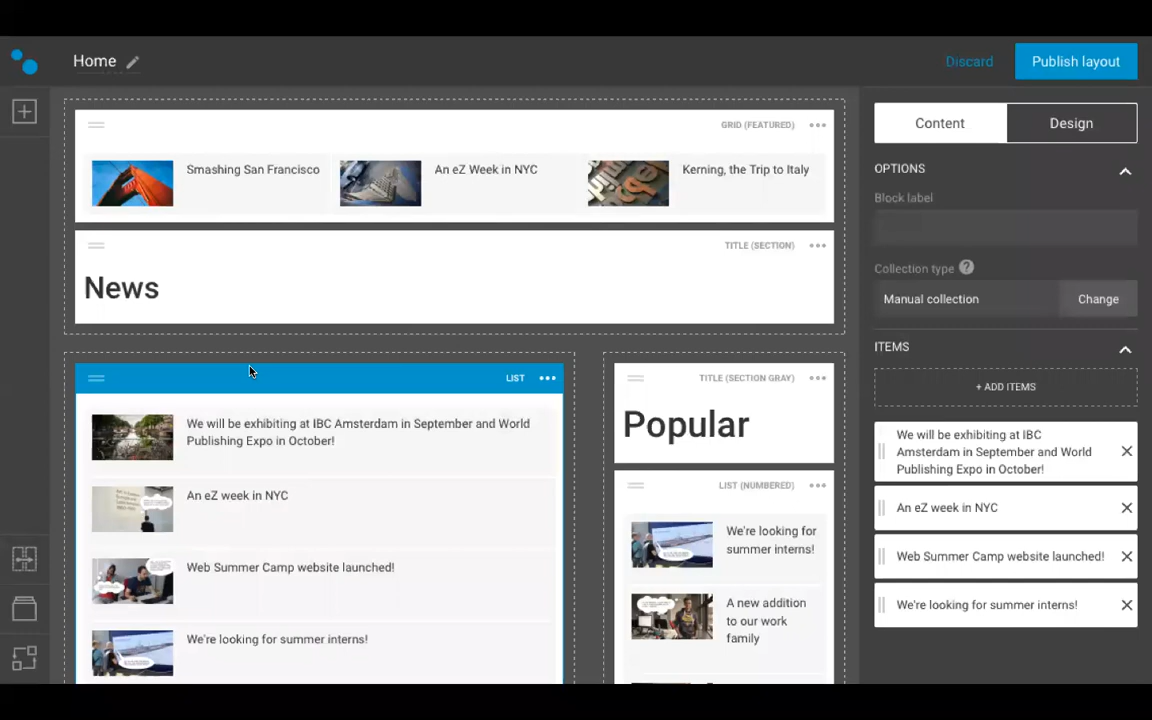 Home
Discard
Publish layout
GRID (FEATURED)
Smashing San Francisco
An eZ Week in NYC
Kerning, the Trip to Italy
TITLE (SECTION)
News
LIST
We will be exhibiting at IBC Amsterdam in September and World
Publishing Expo in October!
An eZ week in NYC
Web Summer Camp website launched!
We're looking for summer interns!
TITLE (SECTION GRAY)
Popular
LIST (NUMBERED)
We're looking for
summer interns!
A new addition
to our work
family
Content
Design
OPTIONS
Block label
Collection type ?
Manual collection
Change
ITEMS
+ ADD ITEMS
We will be exhibiting at IBC
Amsterdam in September and World
Publishing Expo in October!
An eZ week in NYC
Web Summer Camp website launched!
We're looking for summer interns!